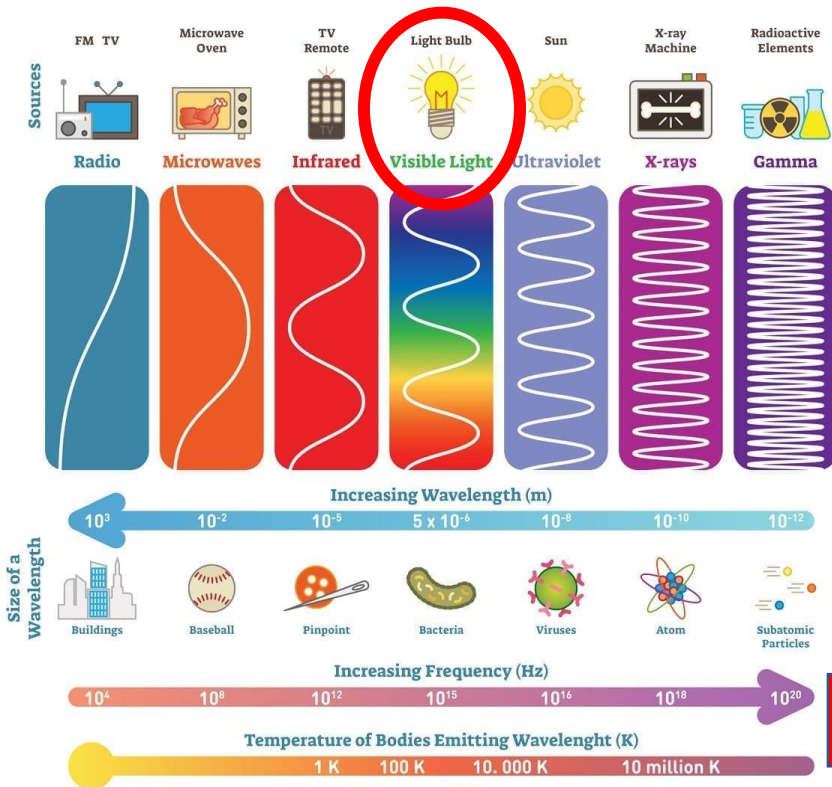 Sources
FM TV
Microwave
Oven
TV
Remote
Light Bulb
Sun
X-ray
Machine
Radioactive
Elements
TV
Radio
Microwaves
Infrared
Visible Light
Ultraviolet
X-rays
Gamma
Increasing Wavelength (m)
10³ 10⁻² 10⁻⁵ 5 x 10⁻⁶ 10⁻⁸ 10⁻¹⁰ 10⁻¹²
Size of a
Wavelength
Buildings
Baseball
Pinpoint
Bacteria
Viruses
Atom
Subatomic
Particles
Increasing Frequency (Hz)
10⁴ 10⁸ 10¹² 10¹⁵ 10¹⁶ 10¹⁸ 10²⁰
Temperature of Bodies Emitting Wavelenght (K)
1 K 100 K 10. 000 K 10 million K